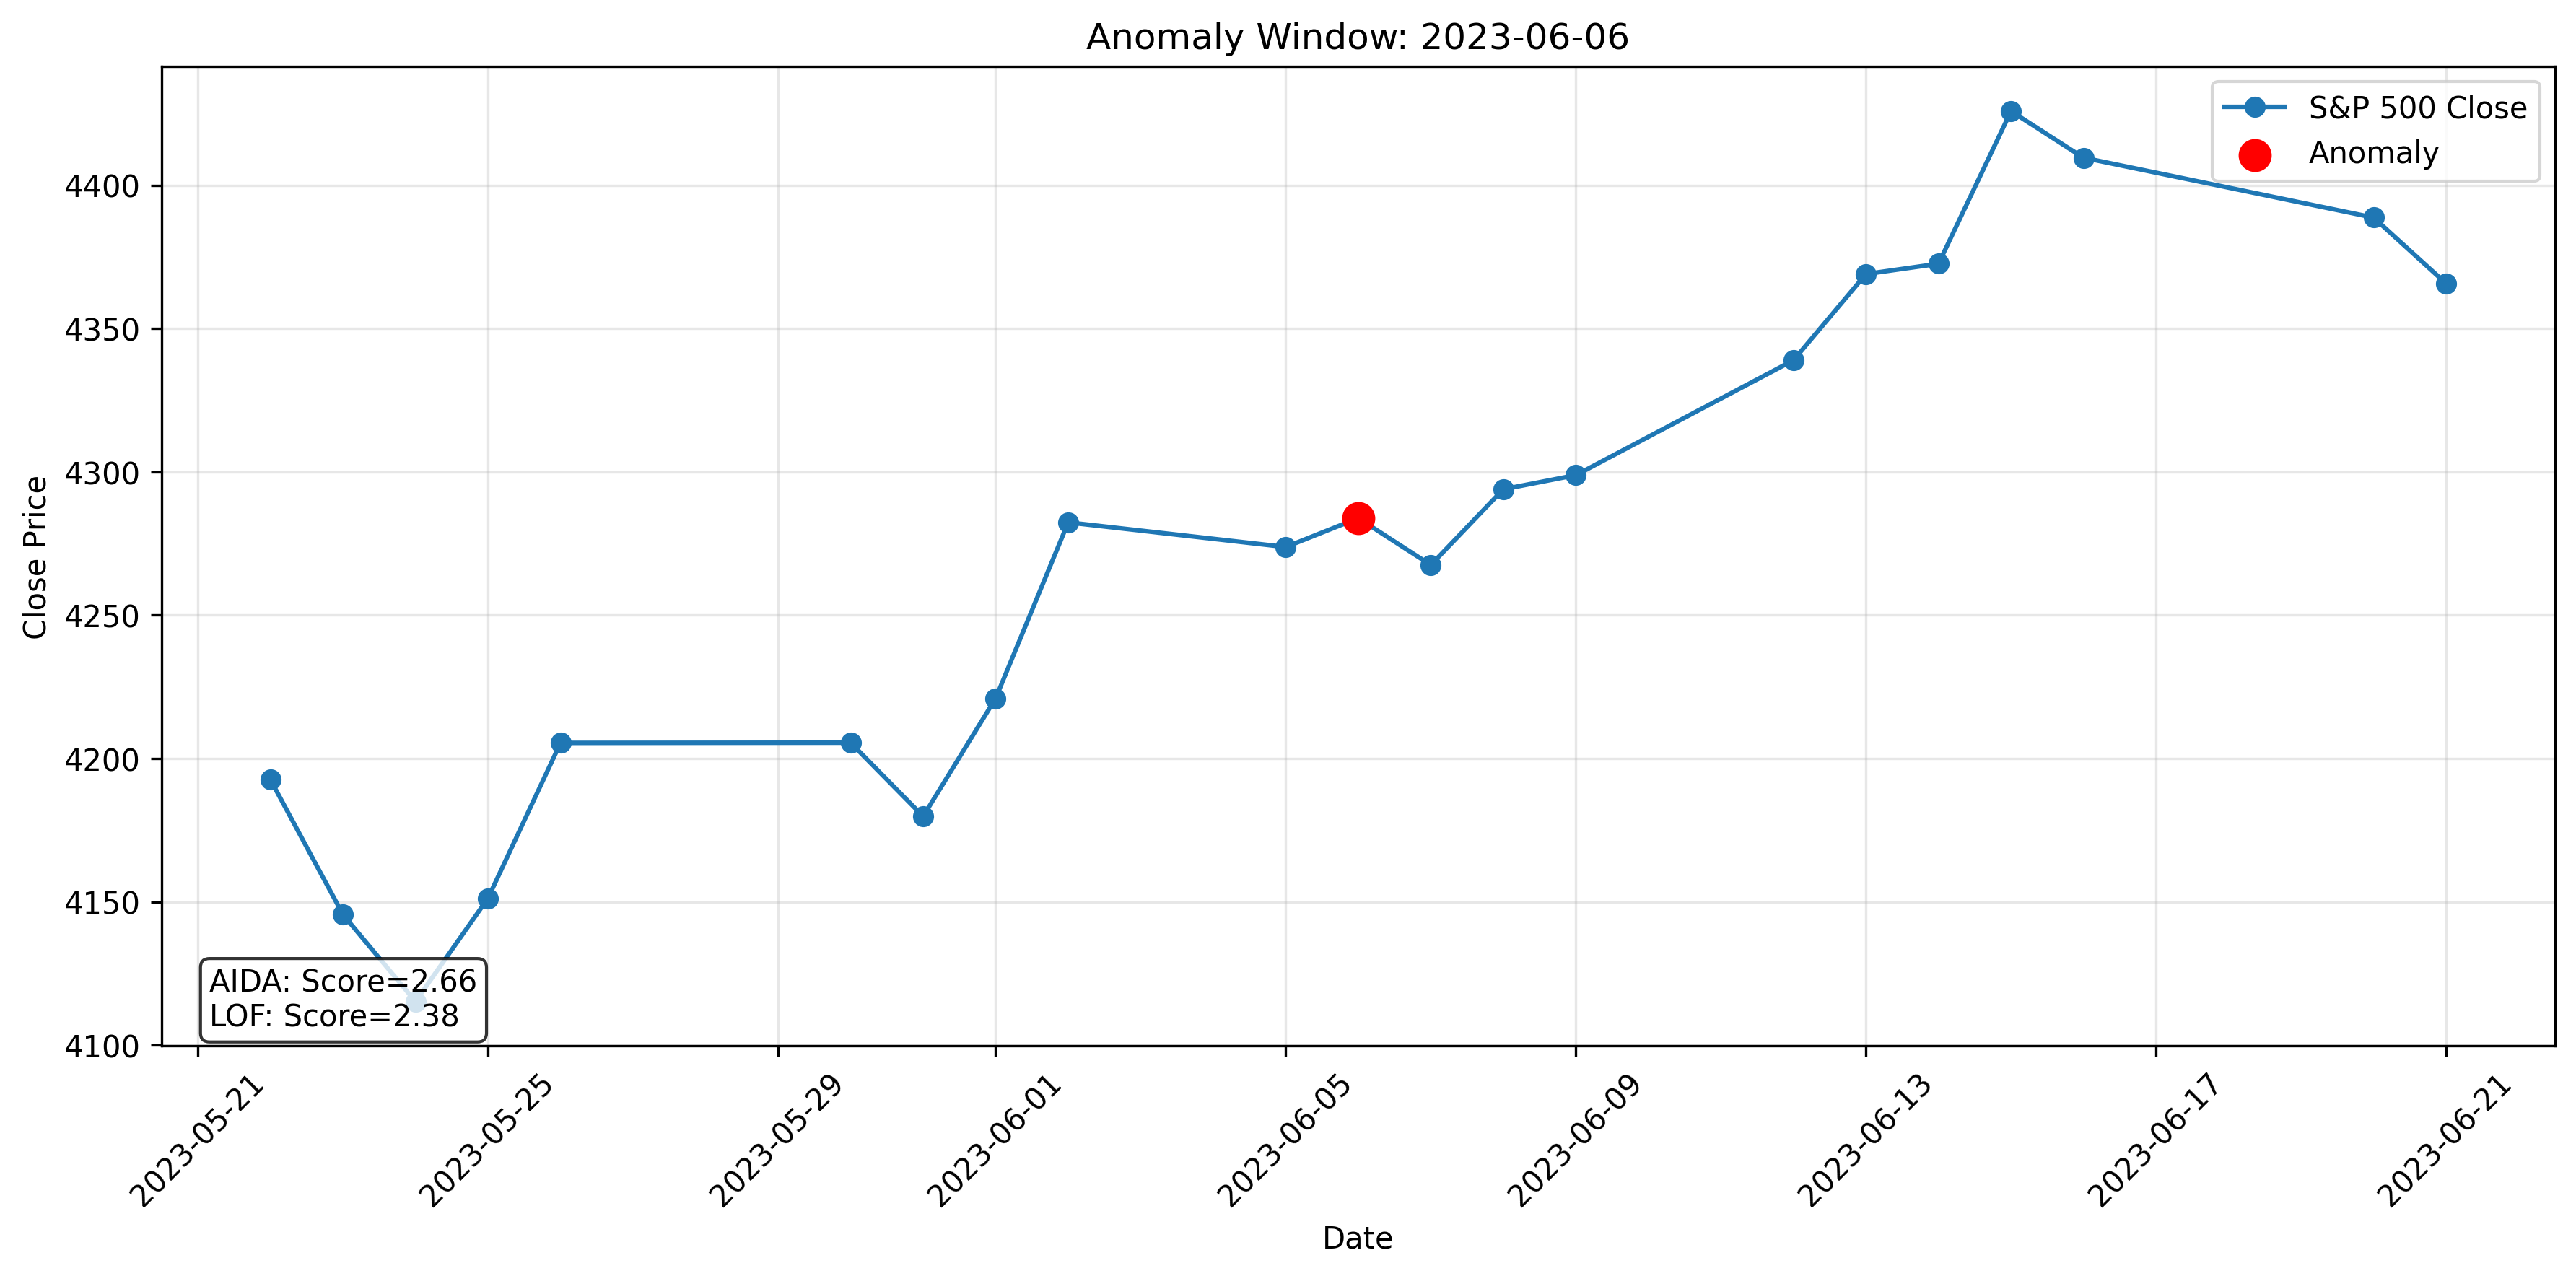 Anomaly Window: 2023-06-06
S&P 500 Close
Anomaly
Close Price
4400
4350
4300
4250
4200
4150
4100
AIDA: Score=2.66
LOF: Score=2.38
2023-05-21
2023-05-25
2023-05-29
2023-06-01
2023-06-05
2023-06-09
2023-06-13
2023-06-17
2023-06-21
Date